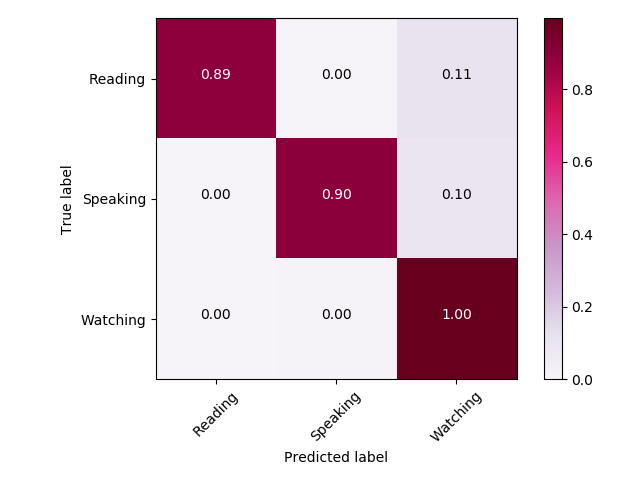 Reading 0.89 0.00 0.11
Speaking 0.00 0.90 0.10
Watching 0.00 0.00 1.00
Reading Speaking Watching
Predicted label
True label
0.8
0.6
0.4
0.2
0.0